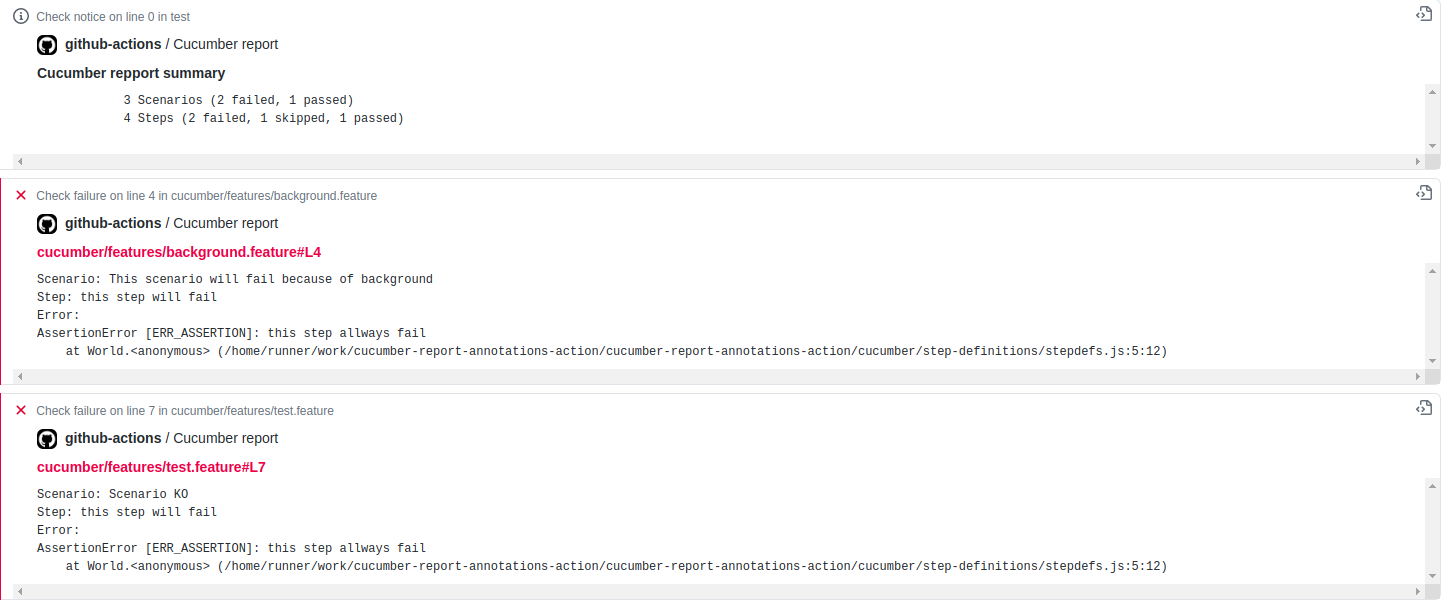 Check notice on line 0 in test
github-actions / Cucumber report
Cucumber repport summary
3 Scenarios (2 failed, 1 passed)
4 Steps (2 failed, 1 skipped, 1 passed)
Check failure on line 4 in cucumber/features/background.feature
github-actions / Cucumber report
cucumber/features/background.feature#L4
Scenario: This scenario will fail because of background
Step: this step will fail
Error:
AssertionError [ERR_ASSERTION]: this step allways fail
at World.<anonymous> (/home/runner/work/cucumber-report-annotations-action/cucumber-report-annotations-action/cucumber/step-definitions/stepdefs.js:5:12)
Check failure on line 7 in cucumber/features/test.feature
github-actions / Cucumber report
cucumber/features/test.feature#L7
Scenario: Scenario KO
Step: this step will fail
Error:
AssertionError [ERR_ASSERTION]: this step allways fail
at World.<anonymous> (/home/runner/work/cucumber-report-annotations-action/cucumber-report-annotations-action/cucumber/step-definitions/stepdefs.js:5:12)